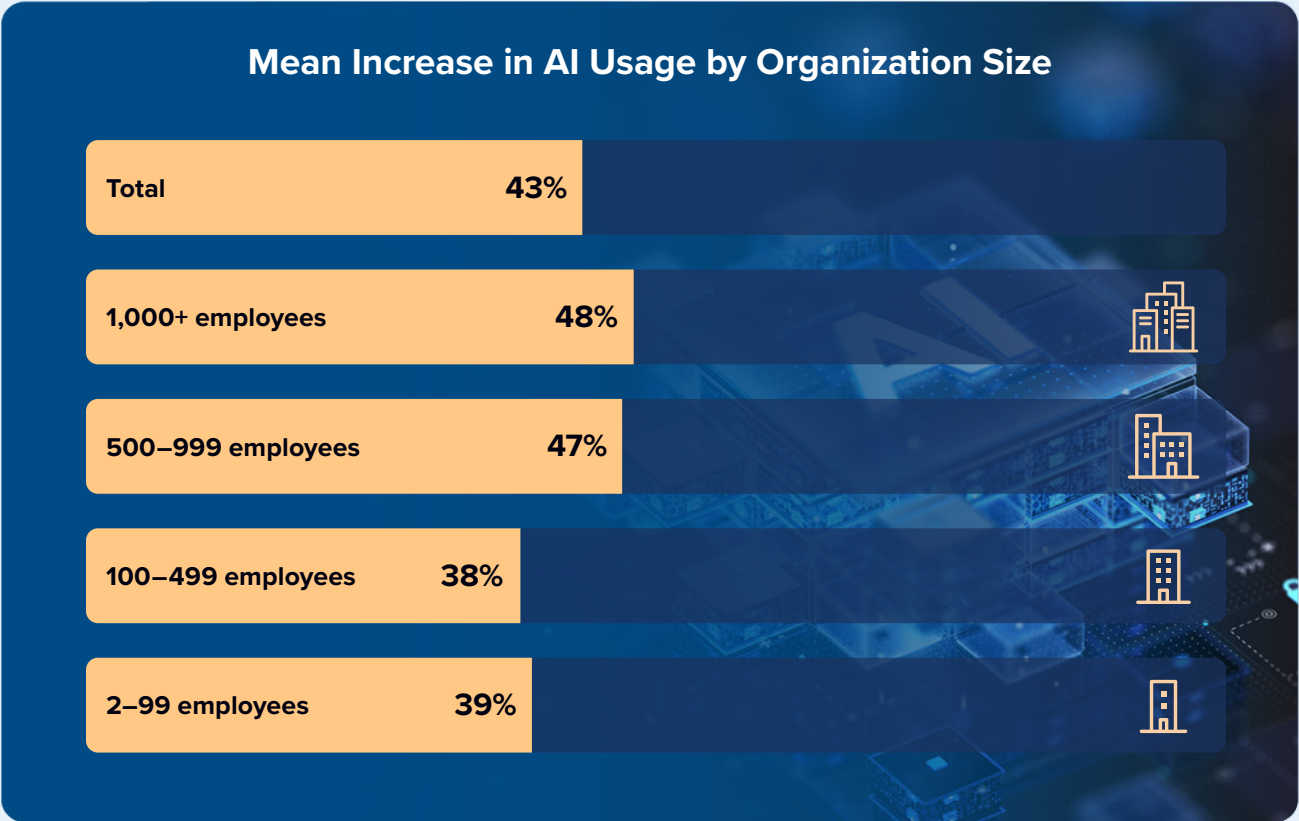 Mean Increase in AI Usage by Organization Size
Total 43%
1,000+ employees 48%
AI
500–999 employees 47%
100–499 employees 38%
2–99 employees 39%